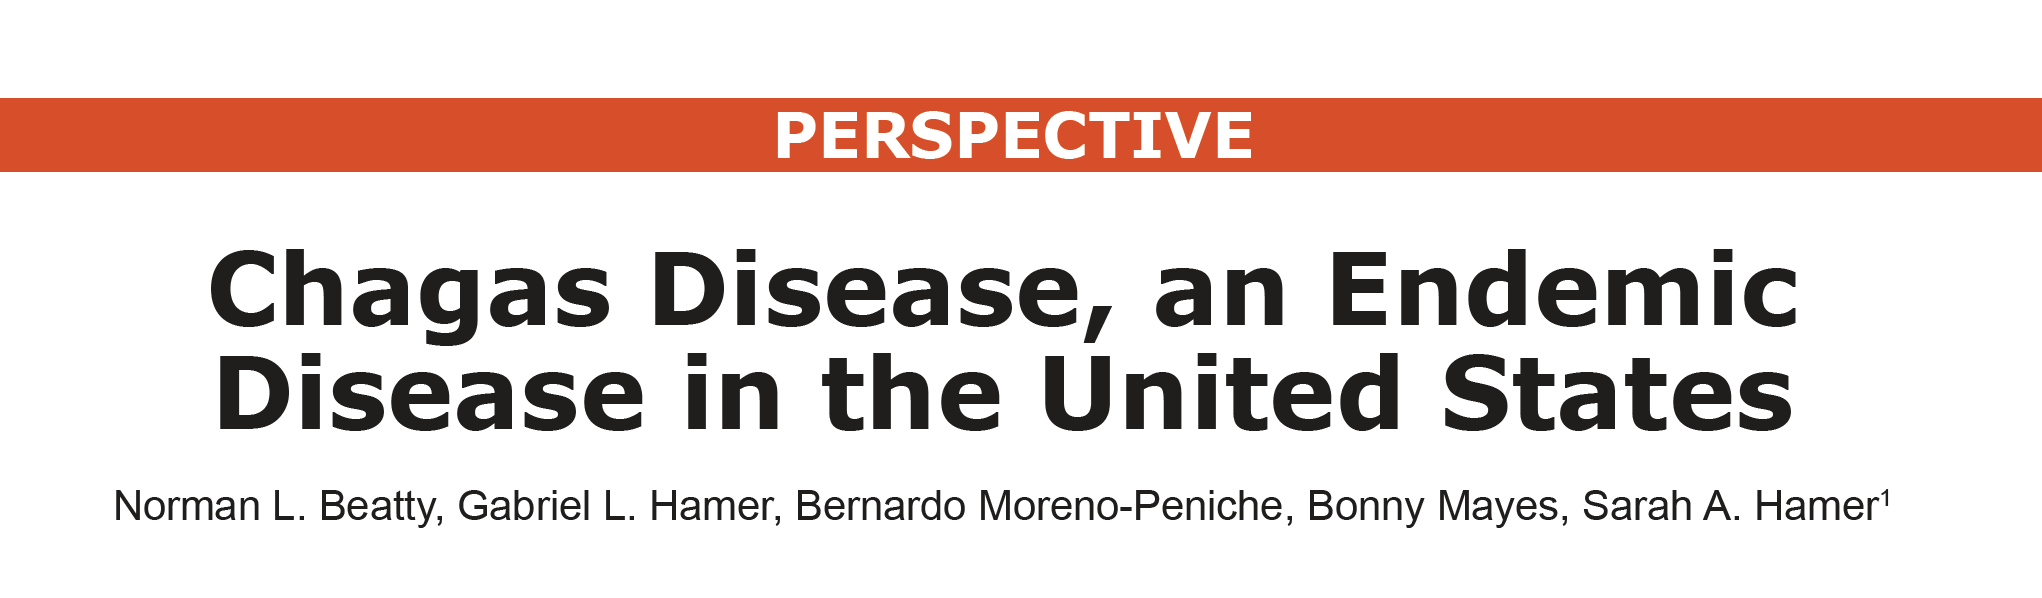 PERSPECTIVE
Chagas Disease, an Endemic
Disease in the United States
Norman L. Beatty, Gabriel L. Hamer, Bernardo Moreno-Peniche, Bonny Mayes, Sarah A. Hamer¹